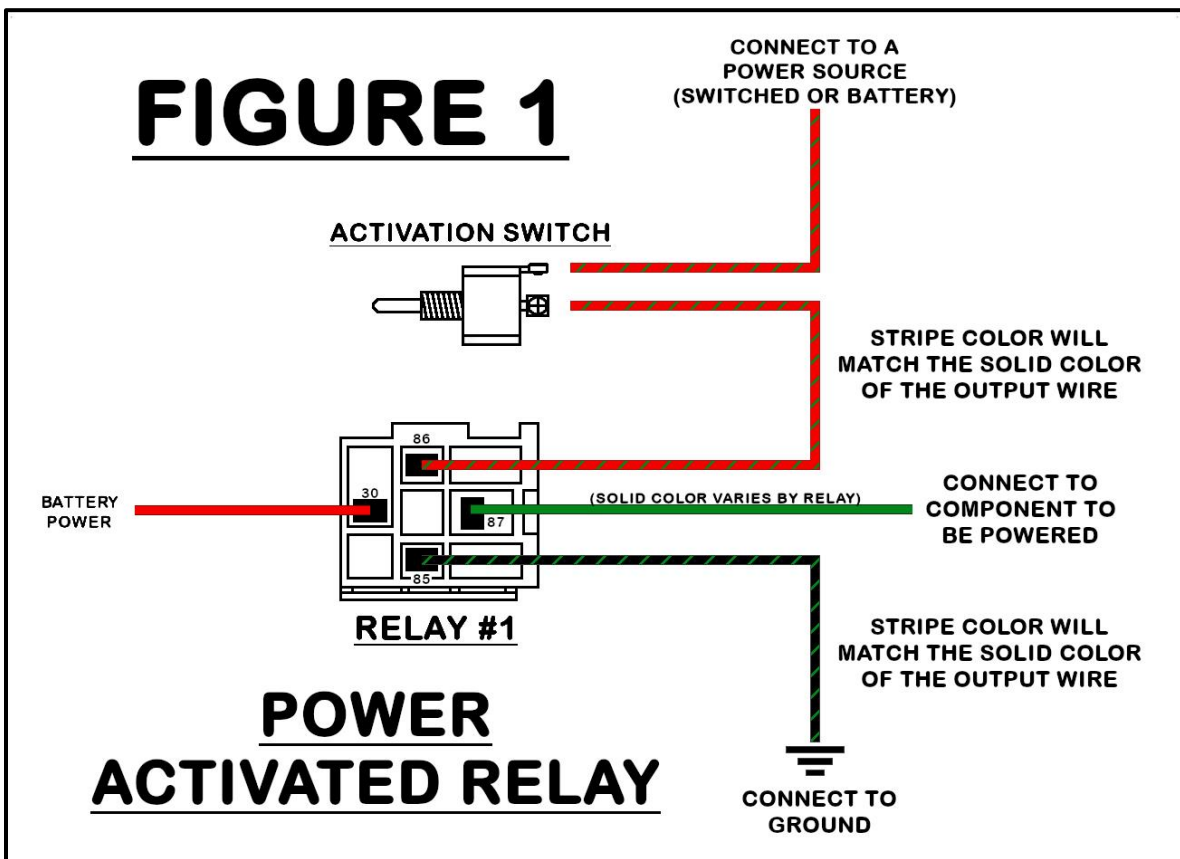 FIGURE 1
CONNECT TO A
POWER SOURCE
(SWITCHED OR BATTERY)
ACTIVATION SWITCH
STRIPE COLOR WILL
MATCH THE SOLID COLOR
OF THE OUTPUT WIRE
86
30
87
85
BATTERY
POWER
(SOLID COLOR VARIES BY RELAY)
CONNECT TO
COMPONENT TO
BE POWERED
RELAY #1
STRIPE COLOR WILL
MATCH THE SOLID COLOR
OF THE OUTPUT WIRE
POWER
ACTIVATED RELAY
CONNECT TO
GROUND